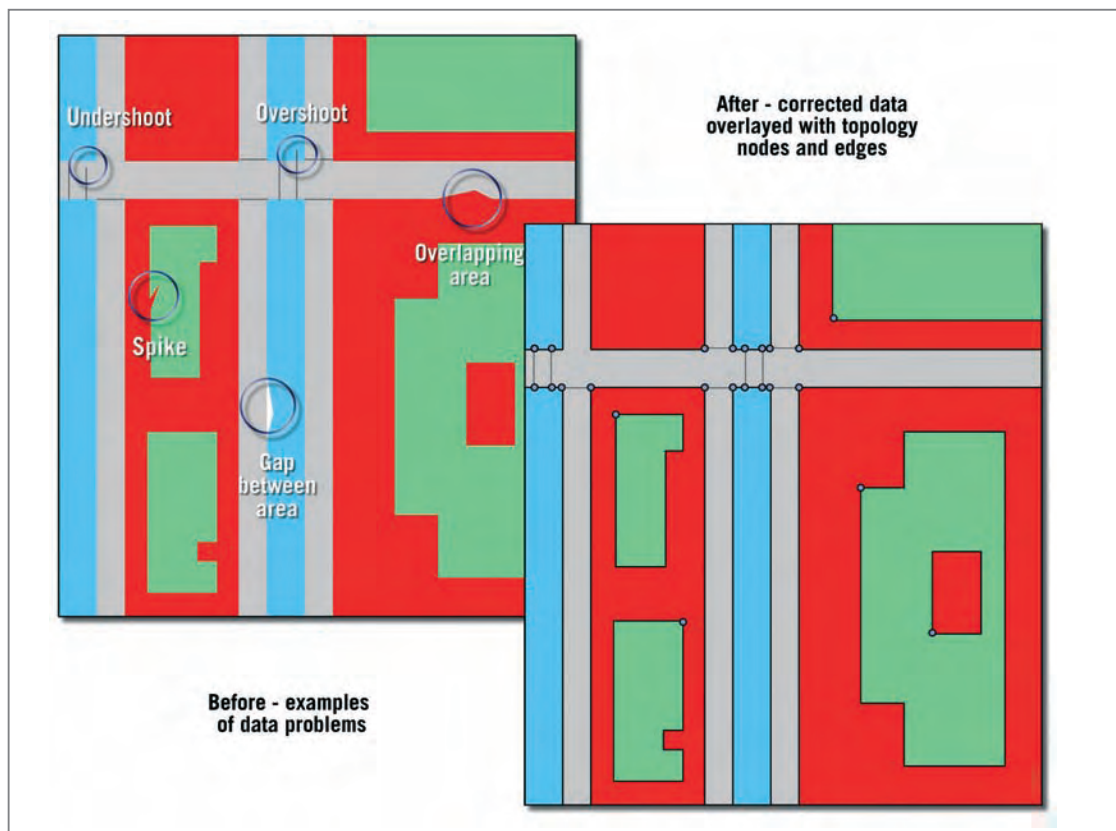 Undershoot
Overshoot
After - corrected data
overlayed with topology
nodes and edges
Overlapping
area
Spike
Gap
between
area
Before - examples
of data problems